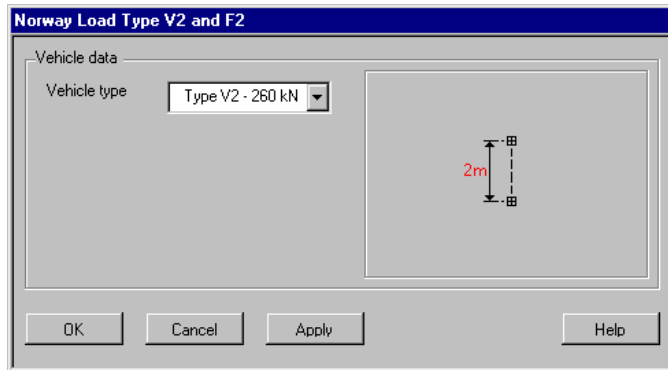 Norway Load Type V2 and F2
Vehicle data
Vehicle type
Type V2 - 260 kN
2m
OK
Cancel
Apply
Help